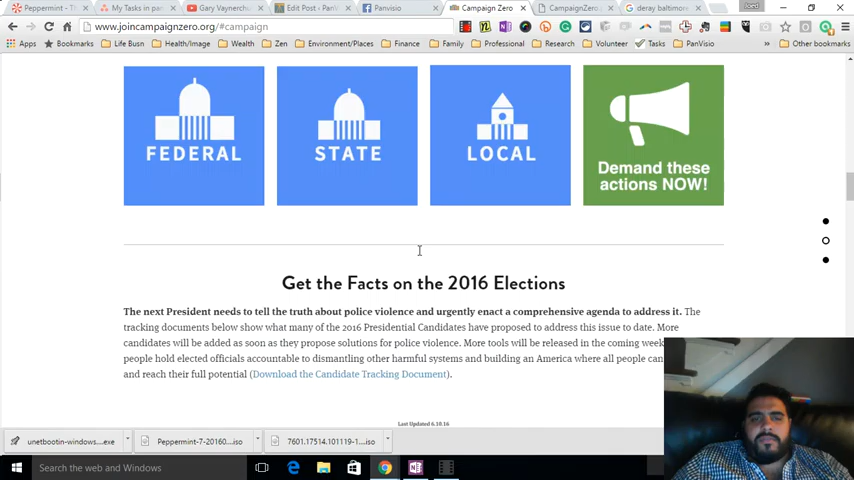 Peppermint - Th
My Tasks in pan
Gary Vaynerchu
Edit Post ‹ PanV
Panvisio
Campaign Zero
CampaignZero
deray baltimore
Joed
www.joincampaignzero.org/#campaign
Apps
Bookmarks
Life Busn
Health/Image
Wealth
Zen
Environment/Places
Finance
Family
Professional
Research
Volunteer
Tasks
PanVisio
Other bookmarks
FEDERAL
STATE
LOCAL
Demand these
actions NOW!
Get the Facts on the 2016 Elections
The next President needs to tell the truth about police violence and urgently enact a comprehensive agenda to address it. The
tracking documents below show what many of the 2016 Presidential Candidates have proposed to address this issue to date. More
candidates will be added as soon as they propose solutions for police violence. More tools will be released in the coming week
people hold elected officials accountable to dismantling other harmful systems and building an America where all people can
and reach their full potential (Download the Candidate Tracking Document).
Last Updated 6.10.16
unetbootin-windows....exe
Peppermint-7-20160...iso
7601.17514.101119-1....iso
Search the web and Windows